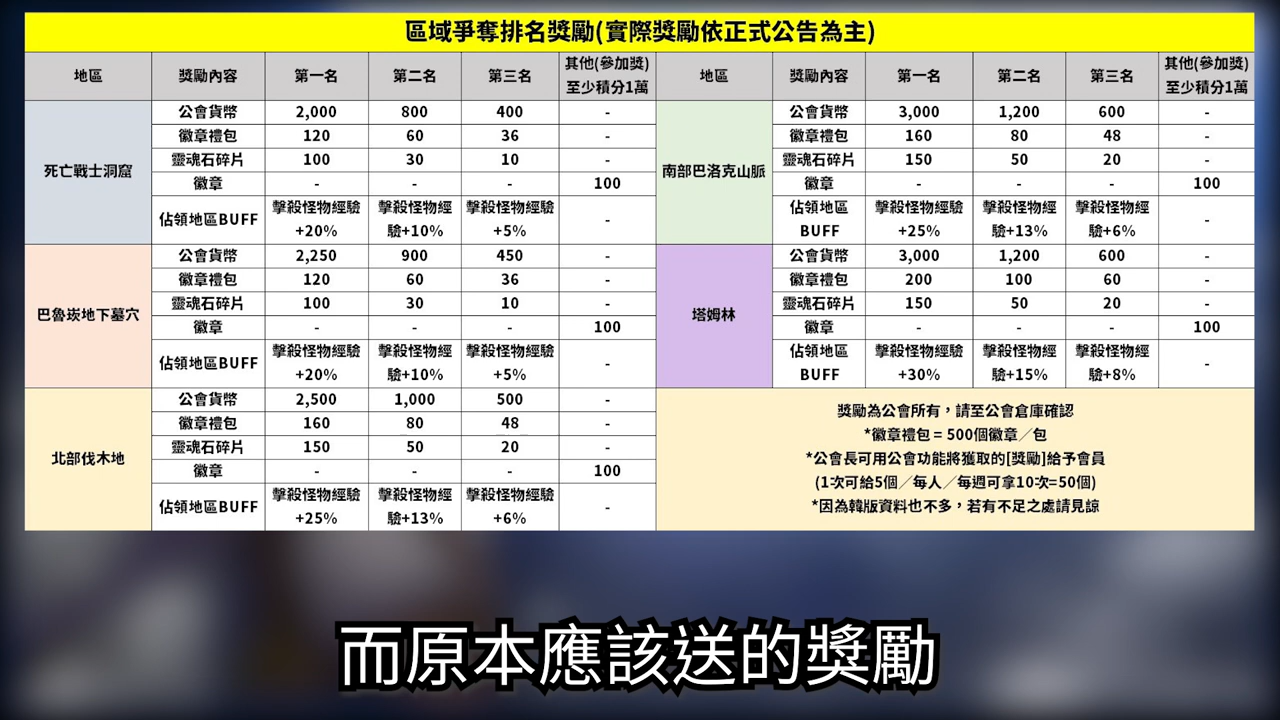 區域爭奪排名獎勵(實際獎勵依正式公告為主)
地區 獎勵內容 第一名 第二名 第三名 其他(參加獎) 至少積分1萬
死亡戰士洞窟
公會貨幣 2,000 800 400 -
徽章禮包 120 60 36 -
靈魂石碎片 100 30 10 -
徽章 - - - 100
佔領地區BUFF 擊殺怪物經驗+20% 擊殺怪物經驗+10% 擊殺怪物經驗+5% -
巴魯崁地下墓穴
公會貨幣 2,250 900 450 -
徽章禮包 120 60 36 -
靈魂石碎片 100 30 10 -
徽章 - - - 100
佔領地區BUFF 擊殺怪物經驗+20% 擊殺怪物經驗+10% 擊殺怪物經驗+5% -
北部伐木地
公會貨幣 2,500 1,000 500 -
徽章禮包 160 80 48 -
靈魂石碎片 150 50 20 -
徽章 - - - 100
佔領地區BUFF 擊殺怪物經驗+25% 擊殺怪物經驗+13% 擊殺怪物經驗+6% -
地區 獎勵內容 第一名 第二名 第三名 其他(參加獎) 至少積分1萬
南部巴洛克山脈
公會貨幣 3,000 1,200 600 -
徽章禮包 160 80 48 -
靈魂石碎片 150 50 20 -
徽章 - - - 100
佔領地區BUFF 擊殺怪物經驗+25% 擊殺怪物經驗+13% 擊殺怪物經驗+6% -
塔姆林
公會貨幣 3,000 1,200 600 -
徽章禮包 200 100 60 -
靈魂石碎片 150 50 20 -
徽章 - - - 100
佔領地區BUFF 擊殺怪物經驗+30% 擊殺怪物經驗+15% 擊殺怪物經驗+8% -
獎勵為公會所有，請至公會倉庫確認
*徽章禮包 = 500個徽章／包
*公會長可用公會功能將獲取的[獎勵]給予會員
(1次可給5個／每人／每週可拿10次=50個)
*因為韓版資料也不多，若有不足之處請見諒
而原本應該送的獎勵